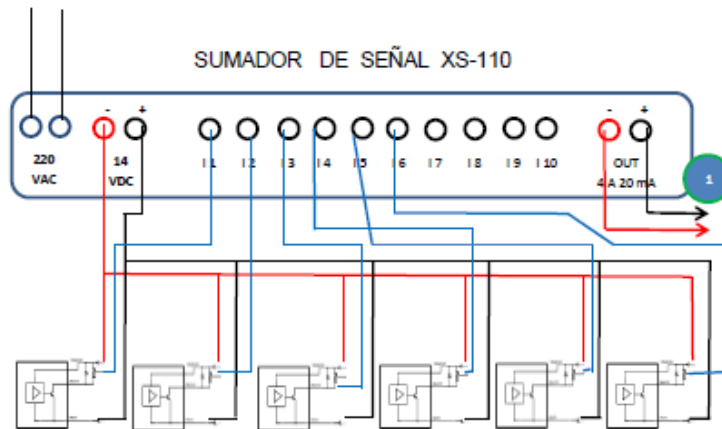 SUMADOR DE SEÑAL XS-110
- + - +
220 14 I 1 I 2 I 3 I 4 I 5 I 6 I 7 I 8 I 9 I 10 OUT
VAC VDC 4 A 20 mA
1